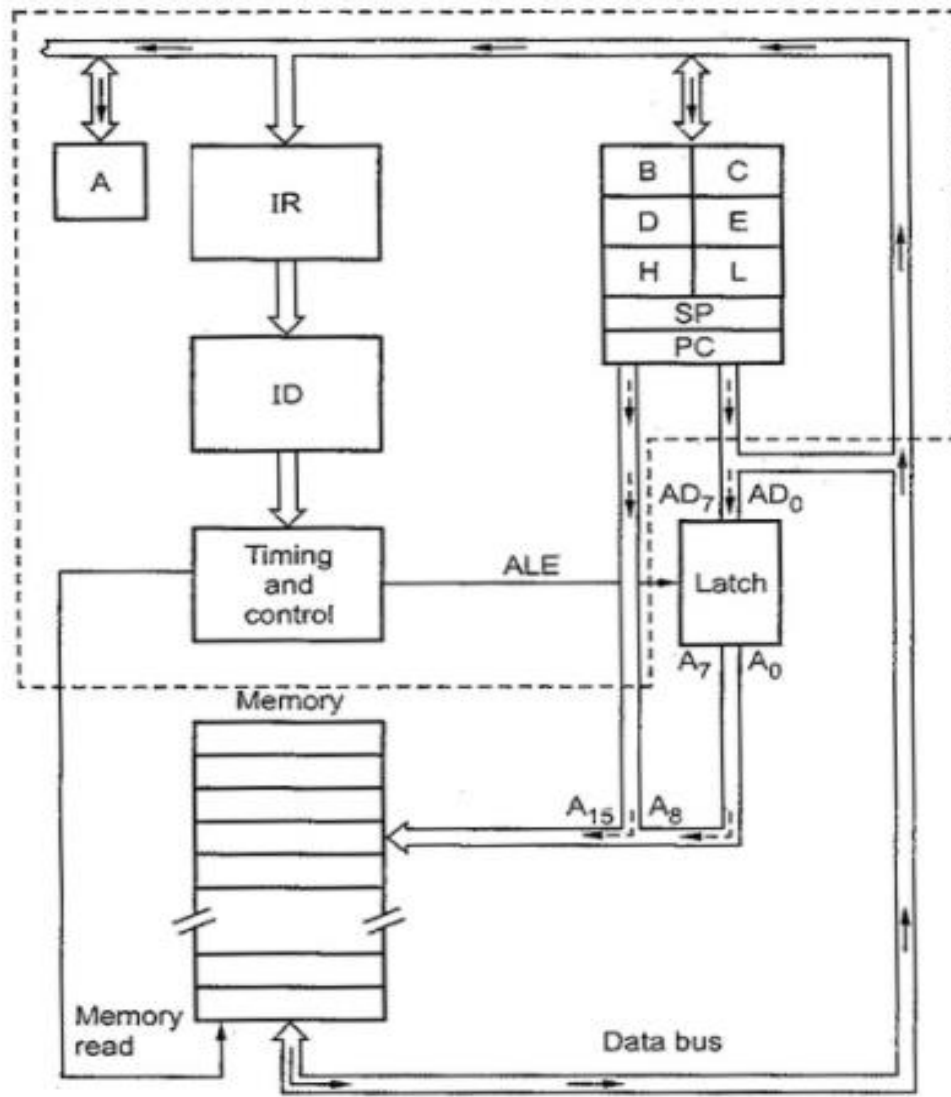 A
IR
B C
D E
H L
SP
PC
ID
AD7 AD0
Timing
and
control
ALE
Latch
A7 A0
Memory
A15 A8
Memory
read
Data bus